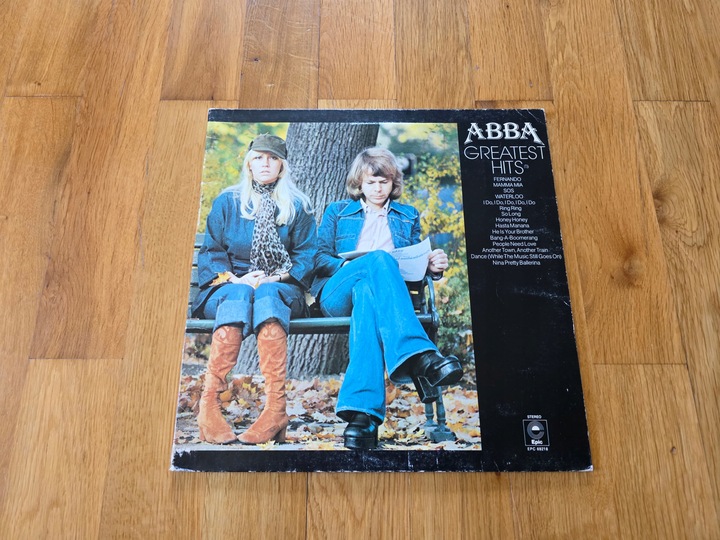 ABBA
GREATEST
HITS
FERNANDO
MAMMA MIA
SOS
WATERLOO
I Do, I Do, I Do, I Do, I Do
Ring Ring
So Long
Honey Honey
Hasta Manana
He Is Your Brother
Bang-A-Boomerang
People Need Love
Another Town, Another Train
Dance (While The Music Still Goes On)
Nina Pretty Ballerina.
STEREO
Epic
EPC 69218